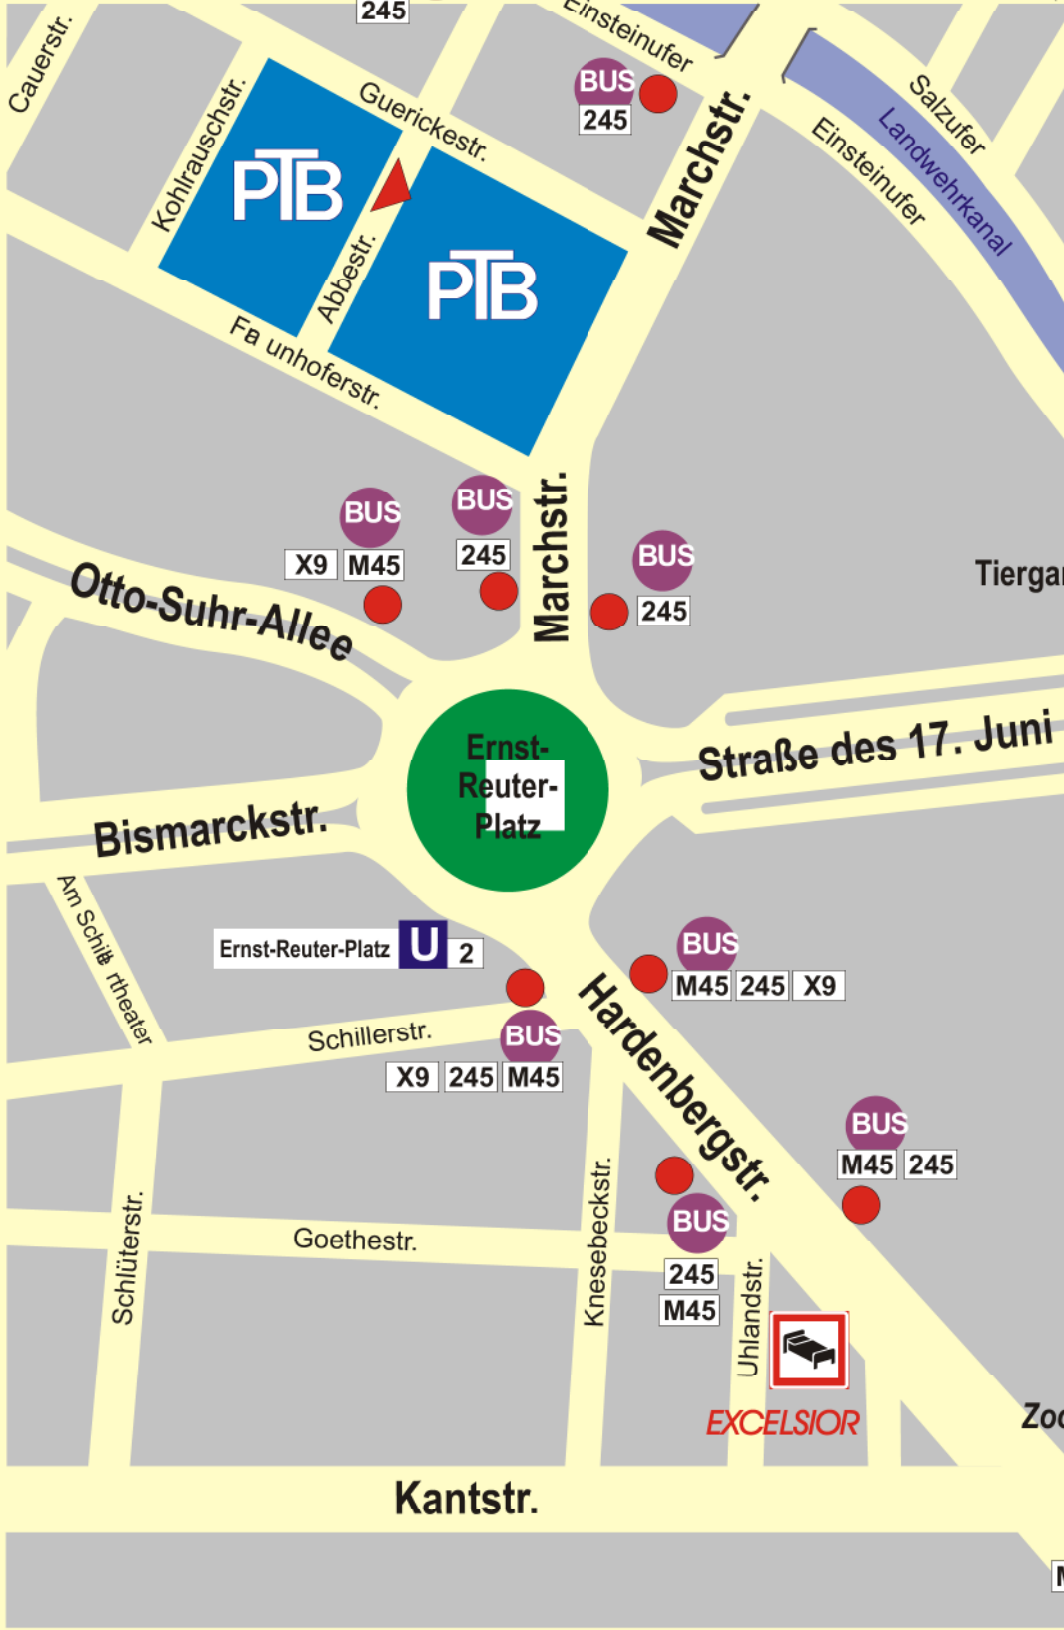 245
Einsteinufer
Cauerstr.
BUS
245
Guerickestr.
Kohlrauschstr.
Marchstr.
Salzufer
Landwehrkanal
Einsteinufer
PTB
Abbestr.
PTB
Fa unhoferstr.
BUS
X9 M45
BUS
245
Marchstr.
BUS
245
Tiergar
Otto-Suhr-Allee
Ernst-
Reuter-
Platz
Straße des 17. Juni
Bismarckstr.
Ernst-Reuter-Platz U 2
BUS
M45 245 X9
Schillerstr.
BUS
X9 245 M45
Hardenbergstr.
BUS
M45 245
Schlüterstr.
Goethestr.
Knesebeckstr.
BUS
245
M45
Uhlandstr.
EXCELSIOR
Zoo
Kantstr.